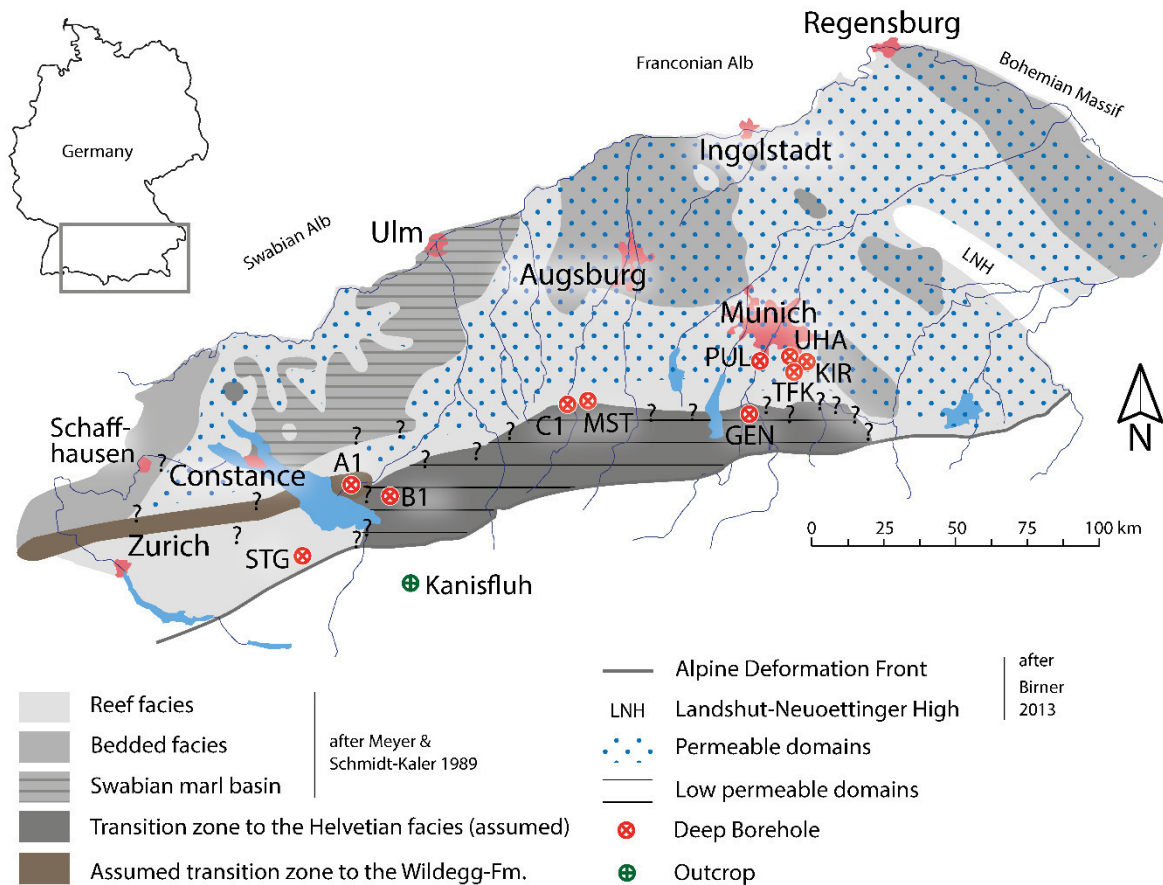 Regensburg
Franconian Alb
Bohemian Massif
Germany
Ingolstadt
Swabian Alb
Ulm
LNH
Augsburg
Munich
UHA
PUL
KIR
TFK
? ? ? ? ? ?
C1 MST
GEN
N
Schaff-
hausen
?
Constance
A1
B1
? ? ? ? ? ? ? ? ?
Zurich
STG
0 25 50 75 100 km
Kanisfluh
Reef facies
Bedded facies
Swabian marl basin
after Meyer &
Schmidt-Kaler 1989
Transition zone to the Helvetian facies (assumed)
Assumed transition zone to the Wildegg-Fm.
Alpine Deformation Front
LNH Landshut-Neuoettinger High
after
Birner
2013
Permeable domains
Low permeable domains
Deep Borehole
Outcrop